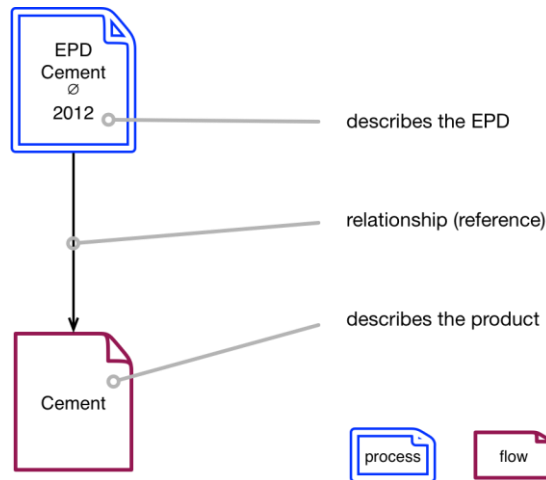 EPD
Cement
∅
2012
describes the EPD
relationship (reference)
describes the product
Cement
process
flow